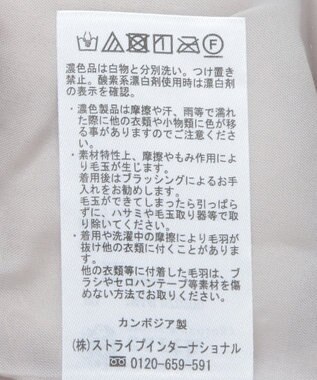 濃色品は白物と分別洗い。つけ置き
禁止。酸素系漂白剤使用時は漂白剤
の表示を確認。
・濃色製品は摩擦や汗、雨等で濡れ
た際に他の衣類や小物類に色が移
る事がありますのでご注意くださ
い。
・素材特性上、摩擦やもみ作用によ
り毛玉が生じます。
着用後はブラッシングによるお手
入れをお勧めします。
毛玉ができてしまったら引っぱら
ずに、ハサミや毛玉取り器等で取
り除いてください。
・着用や洗濯中の摩擦により毛羽が
抜け他の衣類に付くことがありま
す。
他の衣類等に付着した毛羽は、ブ
ラシやセロハンテープ等素材を傷
めない方法でお取りください。
カンボジア製
(株)ストライプインターナショナル
0120-659-591